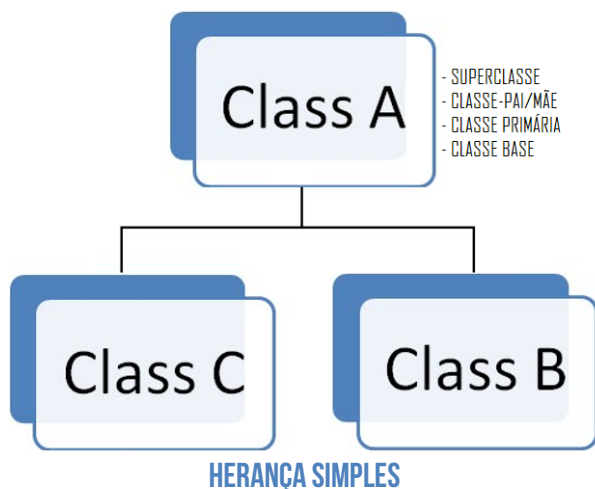 Class A
- SUPERCLASSE
- CLASSE-PAI/MÃE
- CLASSE PRIMÁRIA
- CLASSE BASE
Class C
Class B
HERANÇA SIMPLES